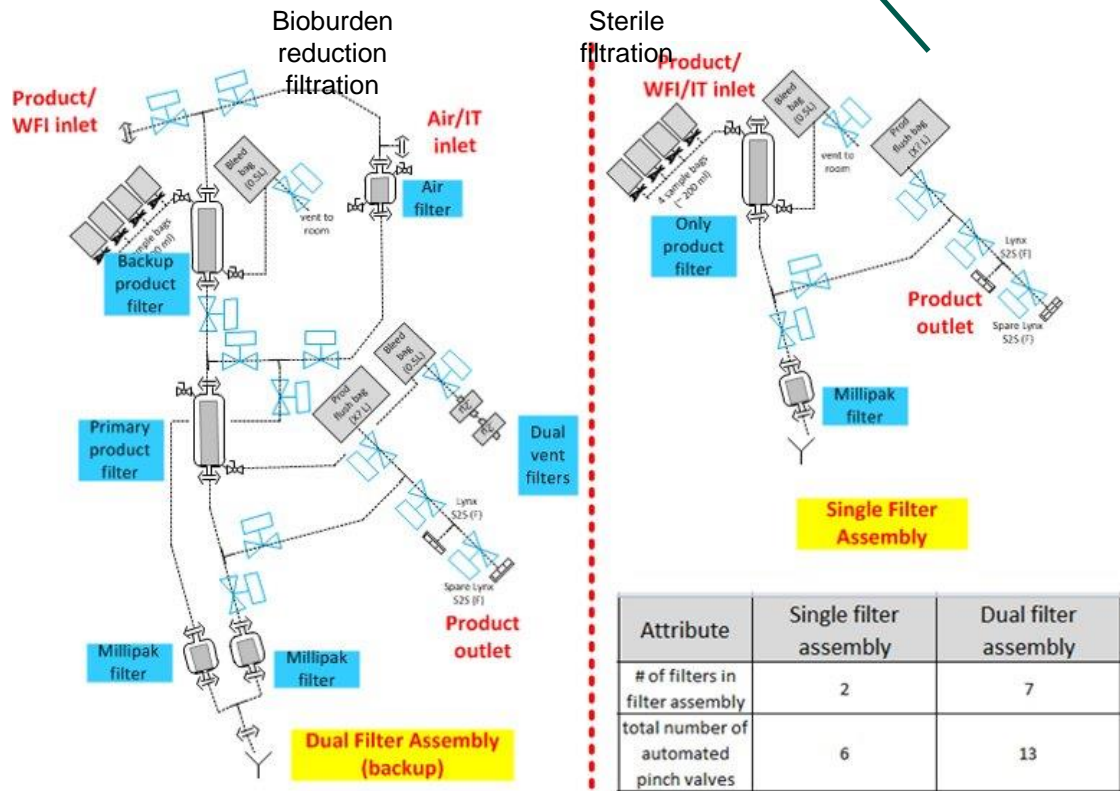 Bioburden
reduction
filtration
Product/
WFI inlet
Air/IT
inlet
Bleed
bag
(0.5L)
vent to
room
Air
filter
Backup
product
filter
Primary
product
filter
Bleed
bag
(0.5L)
Prod
flush bag
(X? L)
Dual
vent
filters
Lynx
S2S (F)
Spare Lynx
S2S (F)
Product
outlet
Millipak
filter
Millipak
filter
Dual Filter Assembly
(backup)
Sterile
filtration
Product/
WFI/IT inlet
Bleed
bag
(0.5L)
vent to
room
Prod
flush bag
(X? L)
4 sample bags
(~ 200 ml)
Only
product
filter
Lynx
S2S (F)
Product
outlet
Spare Lynx
S2S (F)
Millipak
filter
Single Filter
Assembly
Attribute
Single filter
assembly
Dual filter
assembly
# of filters in
filter assembly
2
7
total number of
automated
pinch valves
6
13